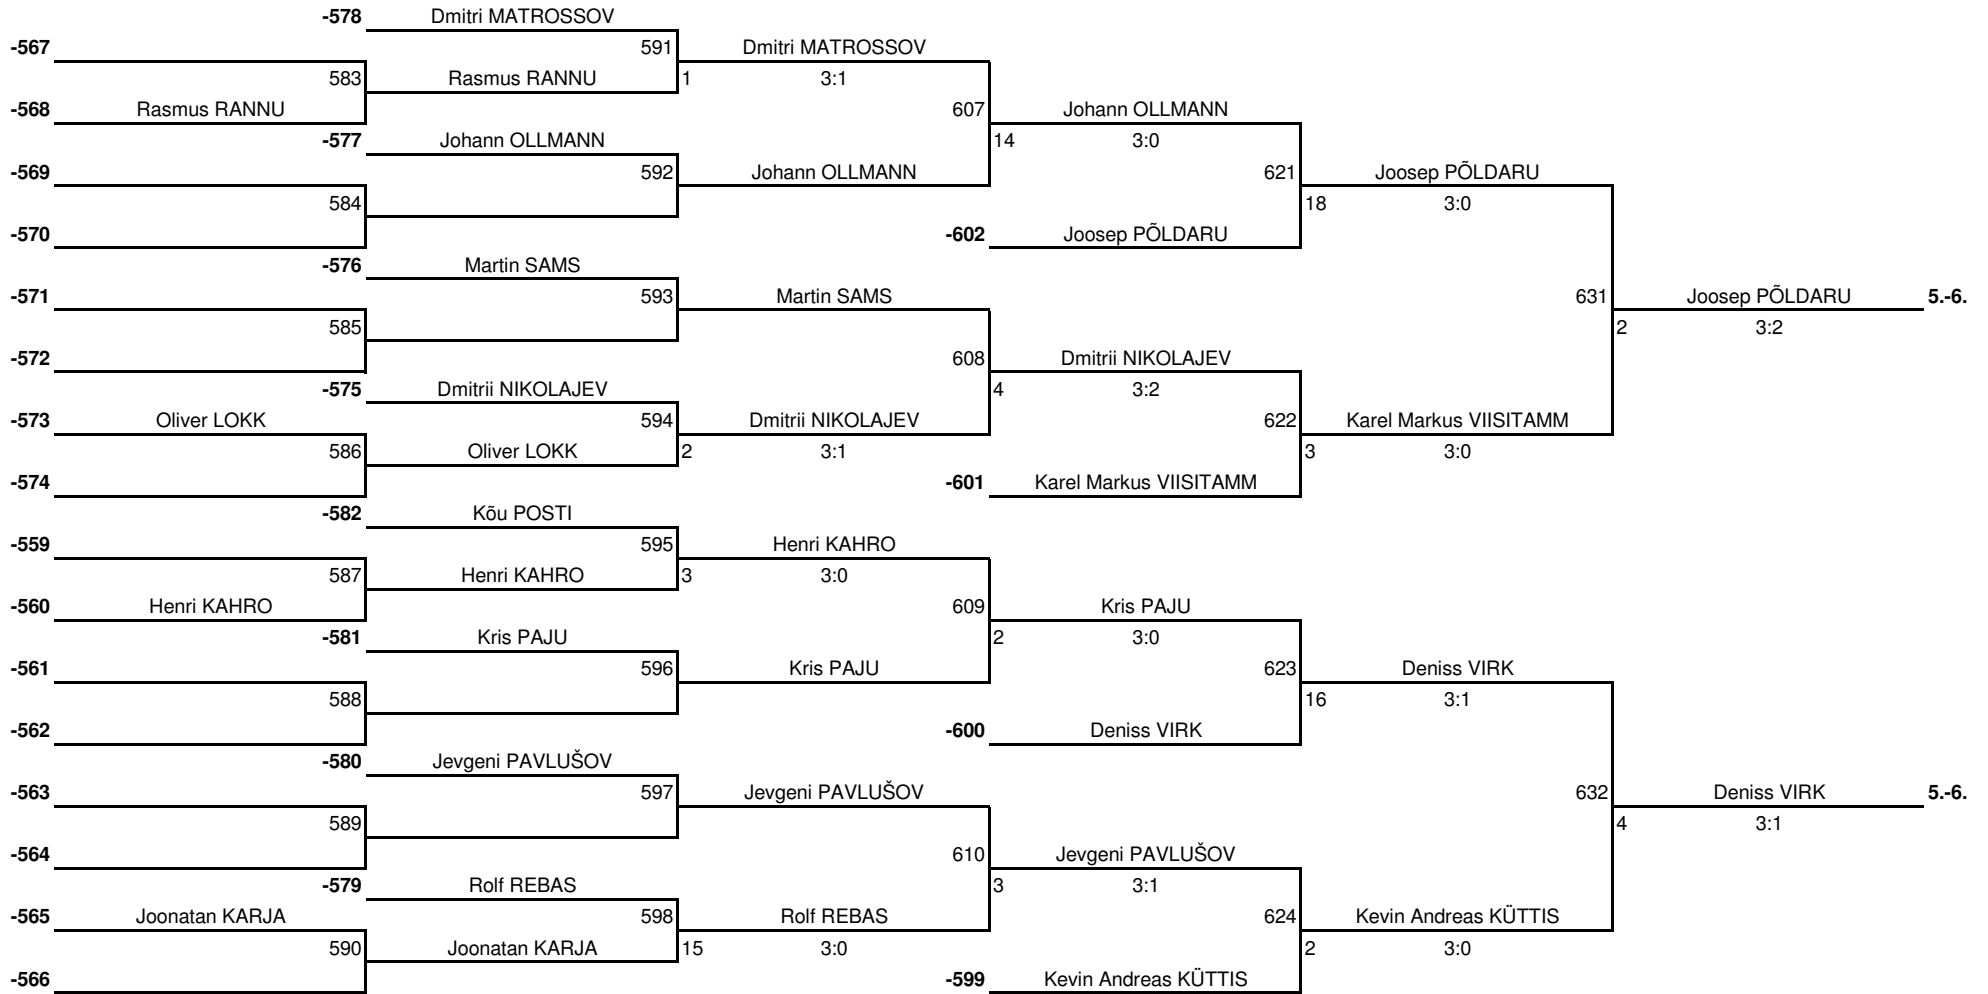 -578 Dmitri MATROSSOV
-567 591 Dmitri MATROSSOV
583 Rasmus RANNU 1 3:1
-568 Rasmus RANNU 607 Johann OLLMANN
-577 Johann OLLMANN 14 3:0
-569 592 Johann OLLMANN 621 Joosep PÕLDARU
584 18 3:0
-570 -602 Joosep PÕLDARU
-576 Martin SAMS
-571 593 Martin SAMS 631 Joosep PÕLDARU 5.-6.
585 2 3:2
-572 608 Dmitrii NIKOLAJEV
-575 Dmitrii NIKOLAJEV 4 3:2
-573 Oliver LOKK 594 Dmitrii NIKOLAJEV 622 Karel Markus VIISITAMM
586 Oliver LOKK 2 3:1 3 3:0
-574 -601 Karel Markus VIISITAMM
-582 Kõu POSTI
-559 595 Henri KAHRO
587 Henri KAHRO 3 3:0
-560 Henri KAHRO 609 Kris PAJU
-581 Kris PAJU 2 3:0
-561 596 Kris PAJU 623 Deniss VIRK
588 16 3:1
-562 -600 Deniss VIRK
-580 Jevgeni PAVLUŠOV
-563 597 Jevgeni PAVLUŠOV 632 Deniss VIRK 5.-6.
589 4 3:1
-564 610 Jevgeni PAVLUŠOV
-579 Rolf REBAS 3 3:1
-565 Joonatan KARJA 598 Rolf REBAS 624 Kevin Andreas KÜTTIS
590 Joonatan KARJA 15 3:0 2 3:0
-566 -599 Kevin Andreas KÜTTIS